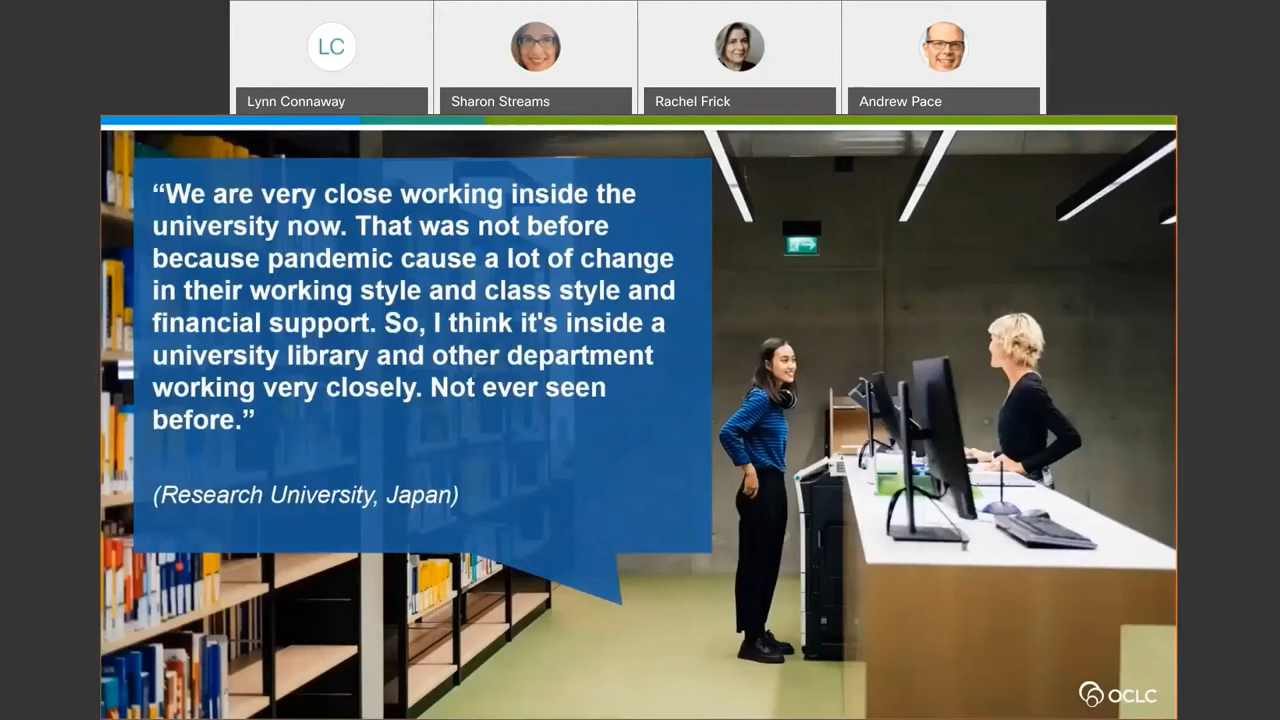 LC
Lynn Connaway
Sharon Streams
Rachel Frick
Andrew Pace
“We are very close working inside the
university now. That was not before
because pandemic cause a lot of change
in their working style and class style and
financial support. So, I think it's inside a
university library and other department
working very closely. Not ever seen
before.”
(Research University, Japan)
OCLC